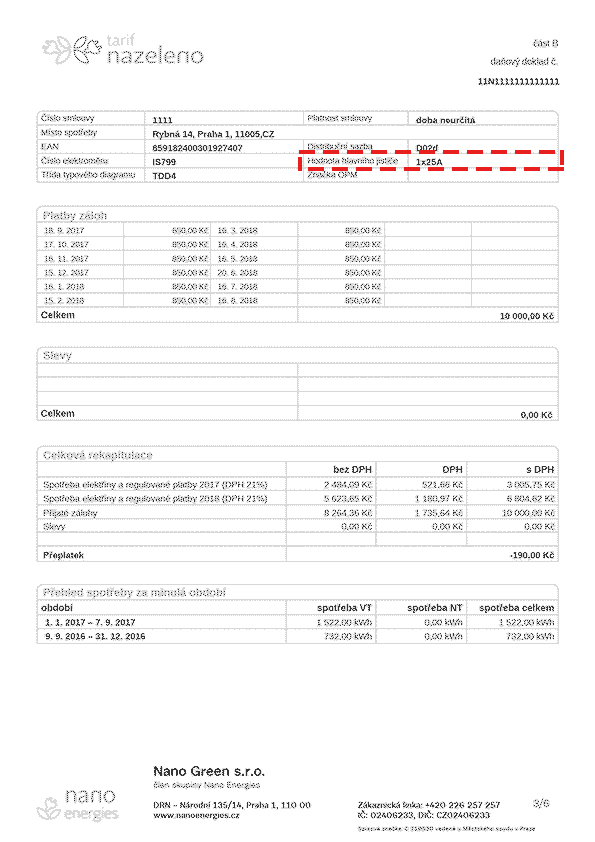 tarif
nazeleno
část B
daňový doklad č.
11N1111111111111
Číslo smlouvy 1111 Platnost smlouvy doba neurčitá
Místo spotřeby Rybná 14, Praha 1, 11005,CZ
EAN 859182400301927407 Distribuční sazba D02d
Číslo elektroměru IS799 Hodnota hlavního jističe 1x25A
Třída typového diagramu TDD4 Značka OPM
Platby záloh
18. 9. 2017 650,00 Kč 16. 3. 2018 850,00 Kč
17. 10. 2017 850,00 Kč 16. 4. 2018 850,00 Kč
16. 11. 2017 850,00 Kč 16. 5. 2018 850,00 Kč
15. 12. 2017 850,00 Kč 20. 6. 2018 850,00 Kč
16. 1. 2018 850,00 Kč 16. 7. 2018 850,00 Kč
15. 2. 2018 850,00 Kč 16. 8. 2018 850,00 Kč
Celkem 10 000,00 Kč
Slevy
Celkem 0,00 Kč
Celková rekapitulace
bez DPH DPH s DPH
Spotřeba elektřiny a regulované platby 2017 (DPH 21%) 2 484,09 Kč 521,66 Kč 3 005,75 Kč
Spotřeba elektřiny a regulované platby 2018 (DPH 21%) 5 623,65 Kč 1 180,97 Kč 6 804,62 Kč
Přijaté zálohy 8 264,36 Kč 1 735,64 Kč 10 000,00 Kč
Slevy 0,00 Kč 0,00 Kč 0,00 Kč
Přeplatek -190,00 Kč
Přehled spotřeby za minulá období
období spotřeba VT spotřeba NT spotřeba celkem
1. 1. 2017 – 7. 9. 2017 1 522,00 kWh 0,00 kWh 1 522,00 kWh
9. 9. 2016 – 31. 12. 2016 732,00 kWh 0,00 kWh 732,00 kWh
nano
energies
Nano Green s.r.o.
člen skupiny Nano Energies
DRN – Národní 135/14, Praha 1, 110 00
www.nanoenergies.cz
Zákaznická linka: +420 226 257 257
IČ: 02406233, DIČ: CZ02406233
3/6